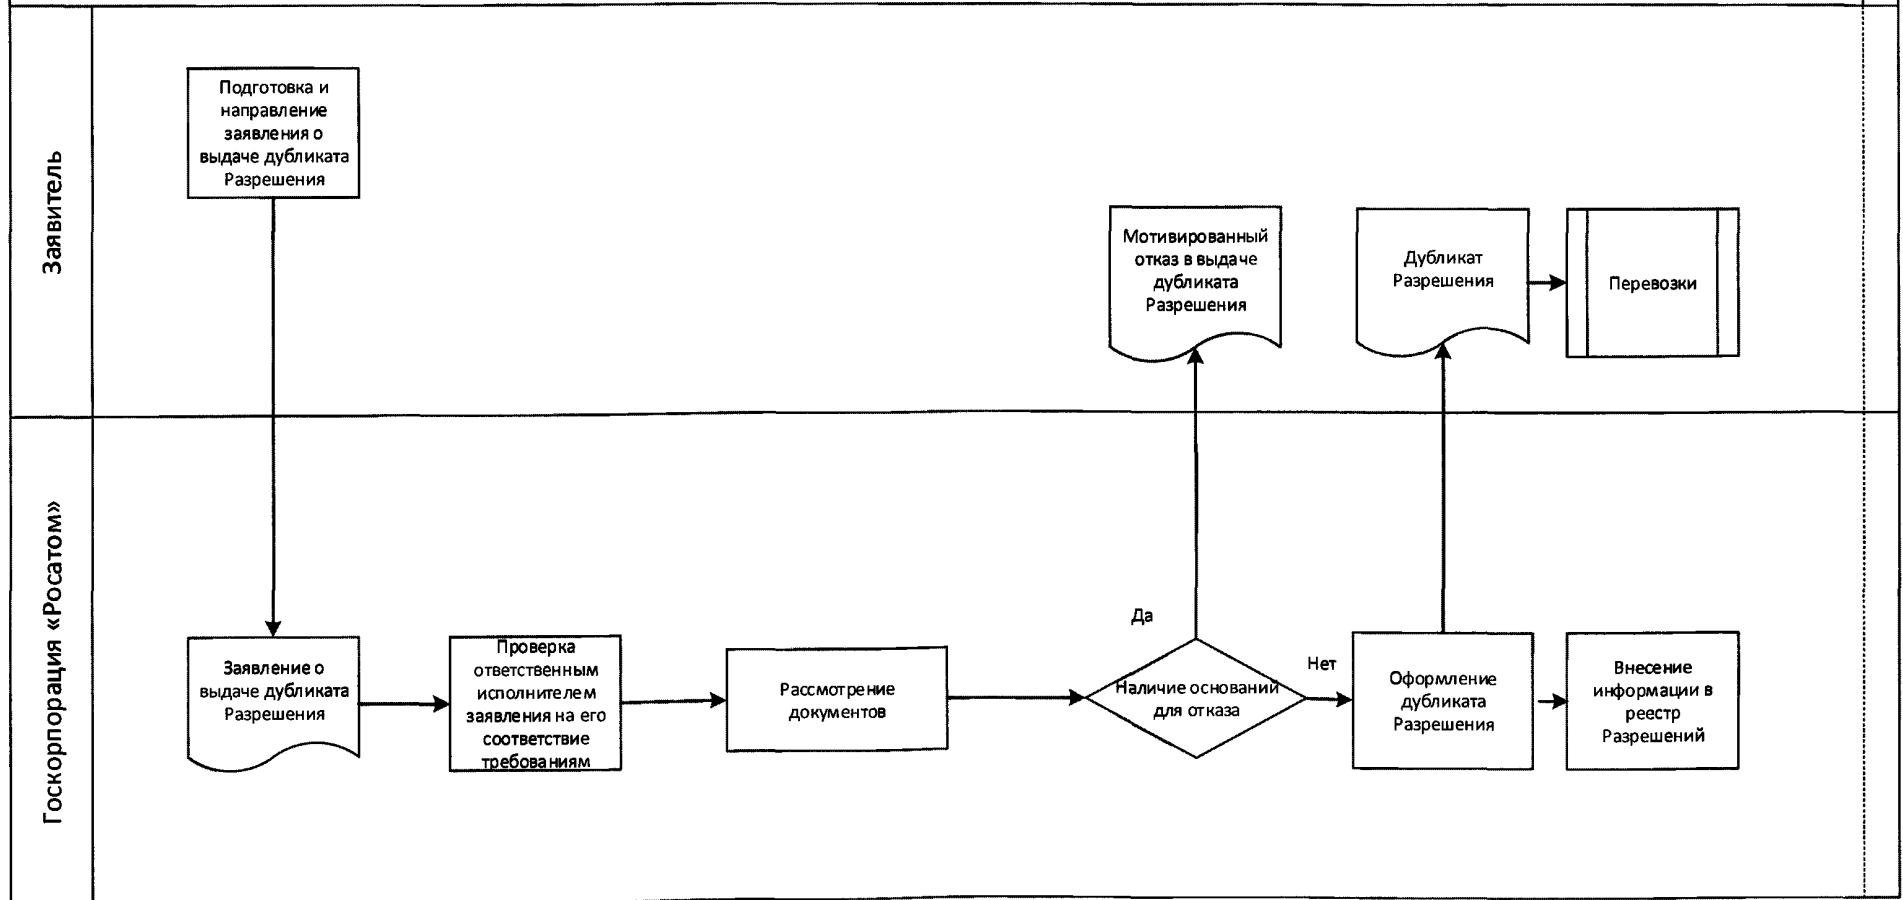 Заявитель
Подготовка и
направление
заявления о
выдаче дубликата
Разрешения
Мотивированный
отказ в выдаче
дубликата
Разрешения
Дубликат
Разрешения
Перевозки
Госкорпорация «Росатом»
Заявление о
выдаче дубликата
Разрешения
Проверка
ответственным
исполнителем
заявления на его
соответствие
требованиям
Рассмотрение
документов
Наличие оснований
для отказа
Да
Нет
Оформление
дубликата
Разрешения
Внесение
информации в
реестр
Разрешений